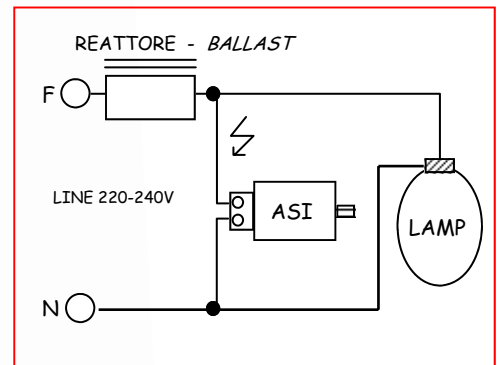 REATTORE - BALLAST
F
LINE 220-240V
ASI
LAMP
N